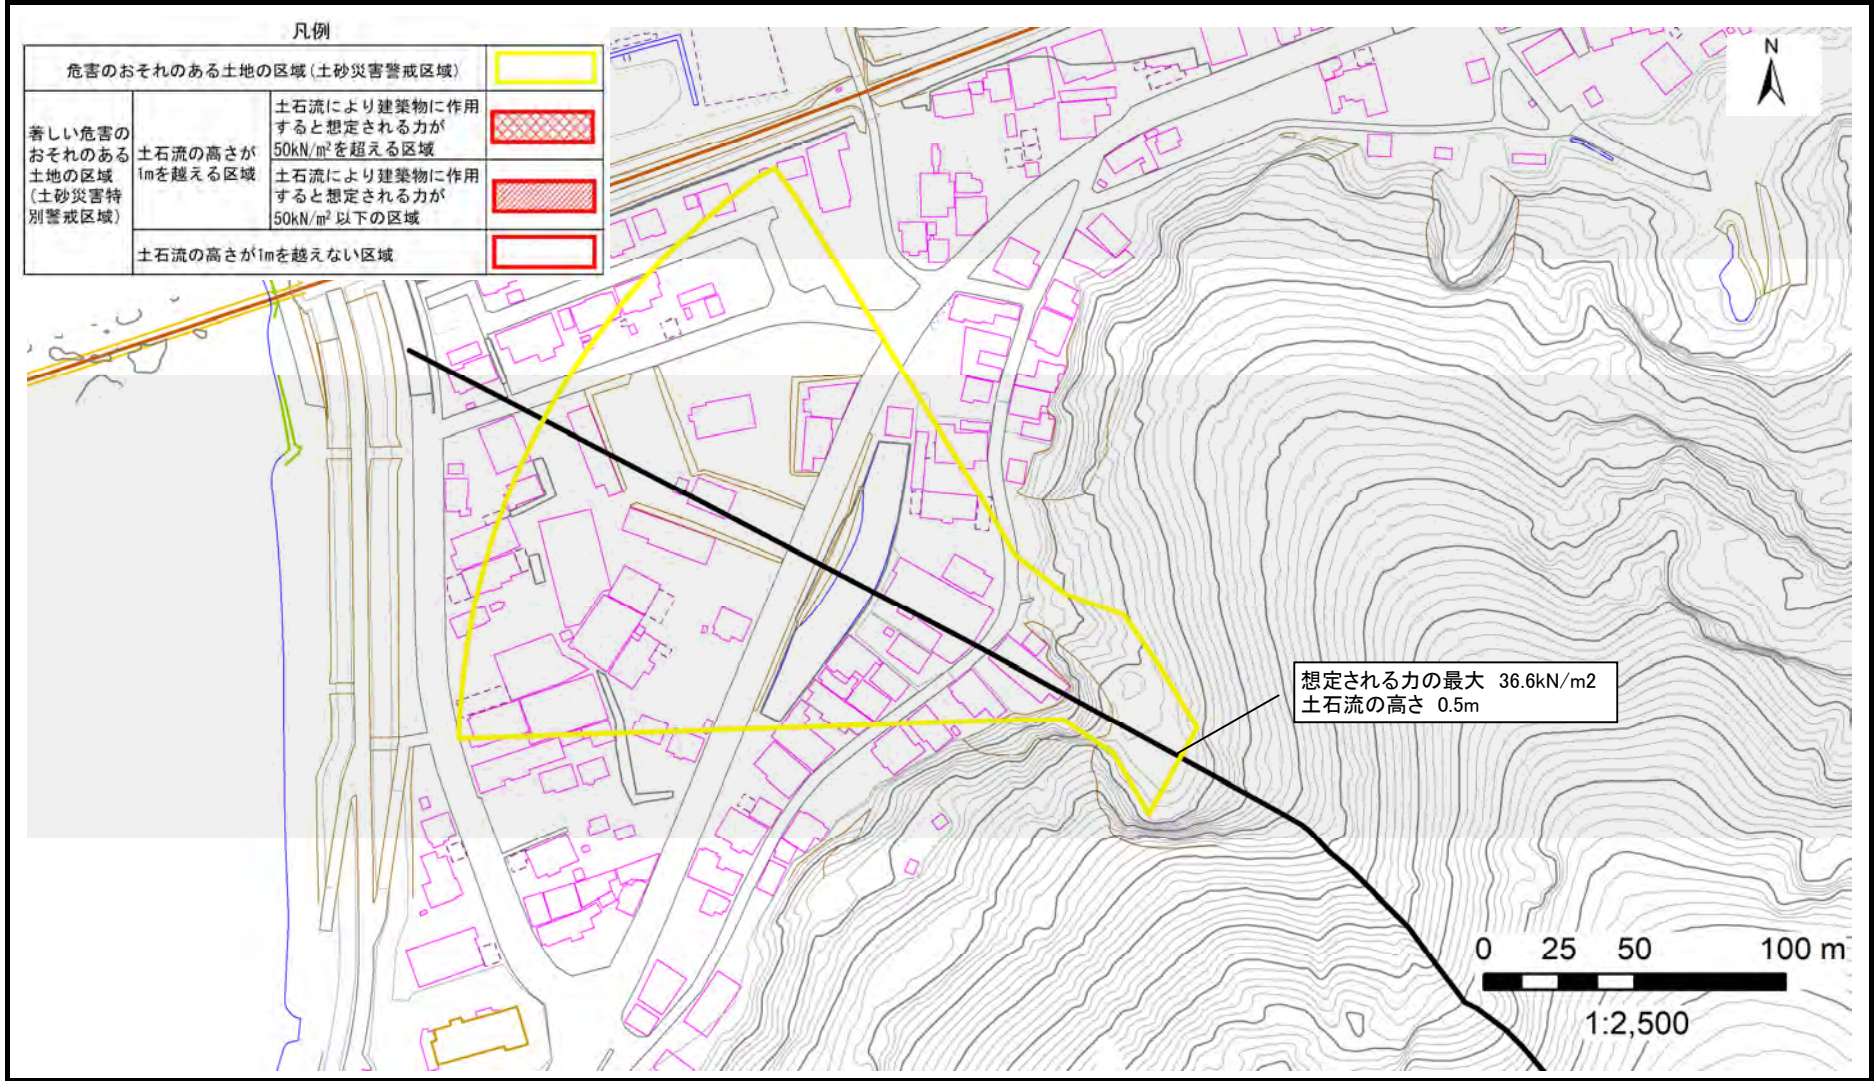 凡例
危害のおそれのある土地の区域(土砂災害警戒区域)
著しい危害の
おそれのある
土地の区域
(土砂災害特
別警戒区域)
土石流の高さが
1mを越える区域
土石流により建築物に作用
すると想定される力が
50kN/m²を超える区域
土石流により建築物に作用
すると想定される力が
50kN/m²以下の区域
土石流の高さが1mを越えない区域
N
想定される力の最大 36.6kN/m2
土石流の高さ 0.5m
0 25 50 100 m
1:2,500